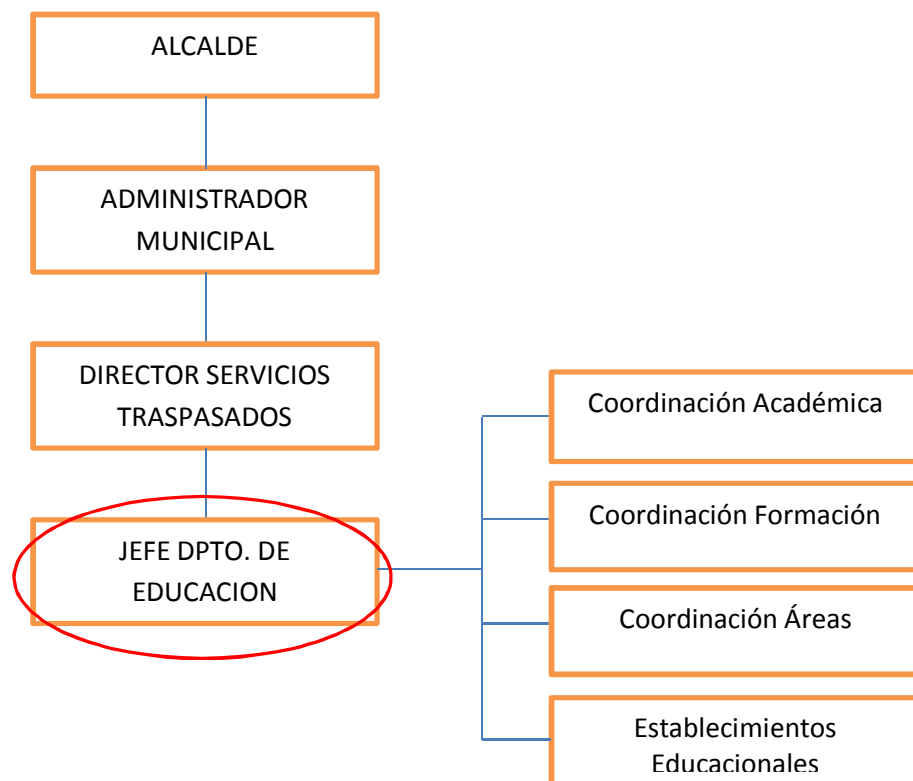 ALCALDE
ADMINISTRADOR
MUNICIPAL
DIRECTOR SERVICIOS
TRASPASADOS
JEFE DPTO. DE
EDUCACION
Coordinación Académica
Coordinación Formación
Coordinación Áreas
Establecimientos
Educacionales